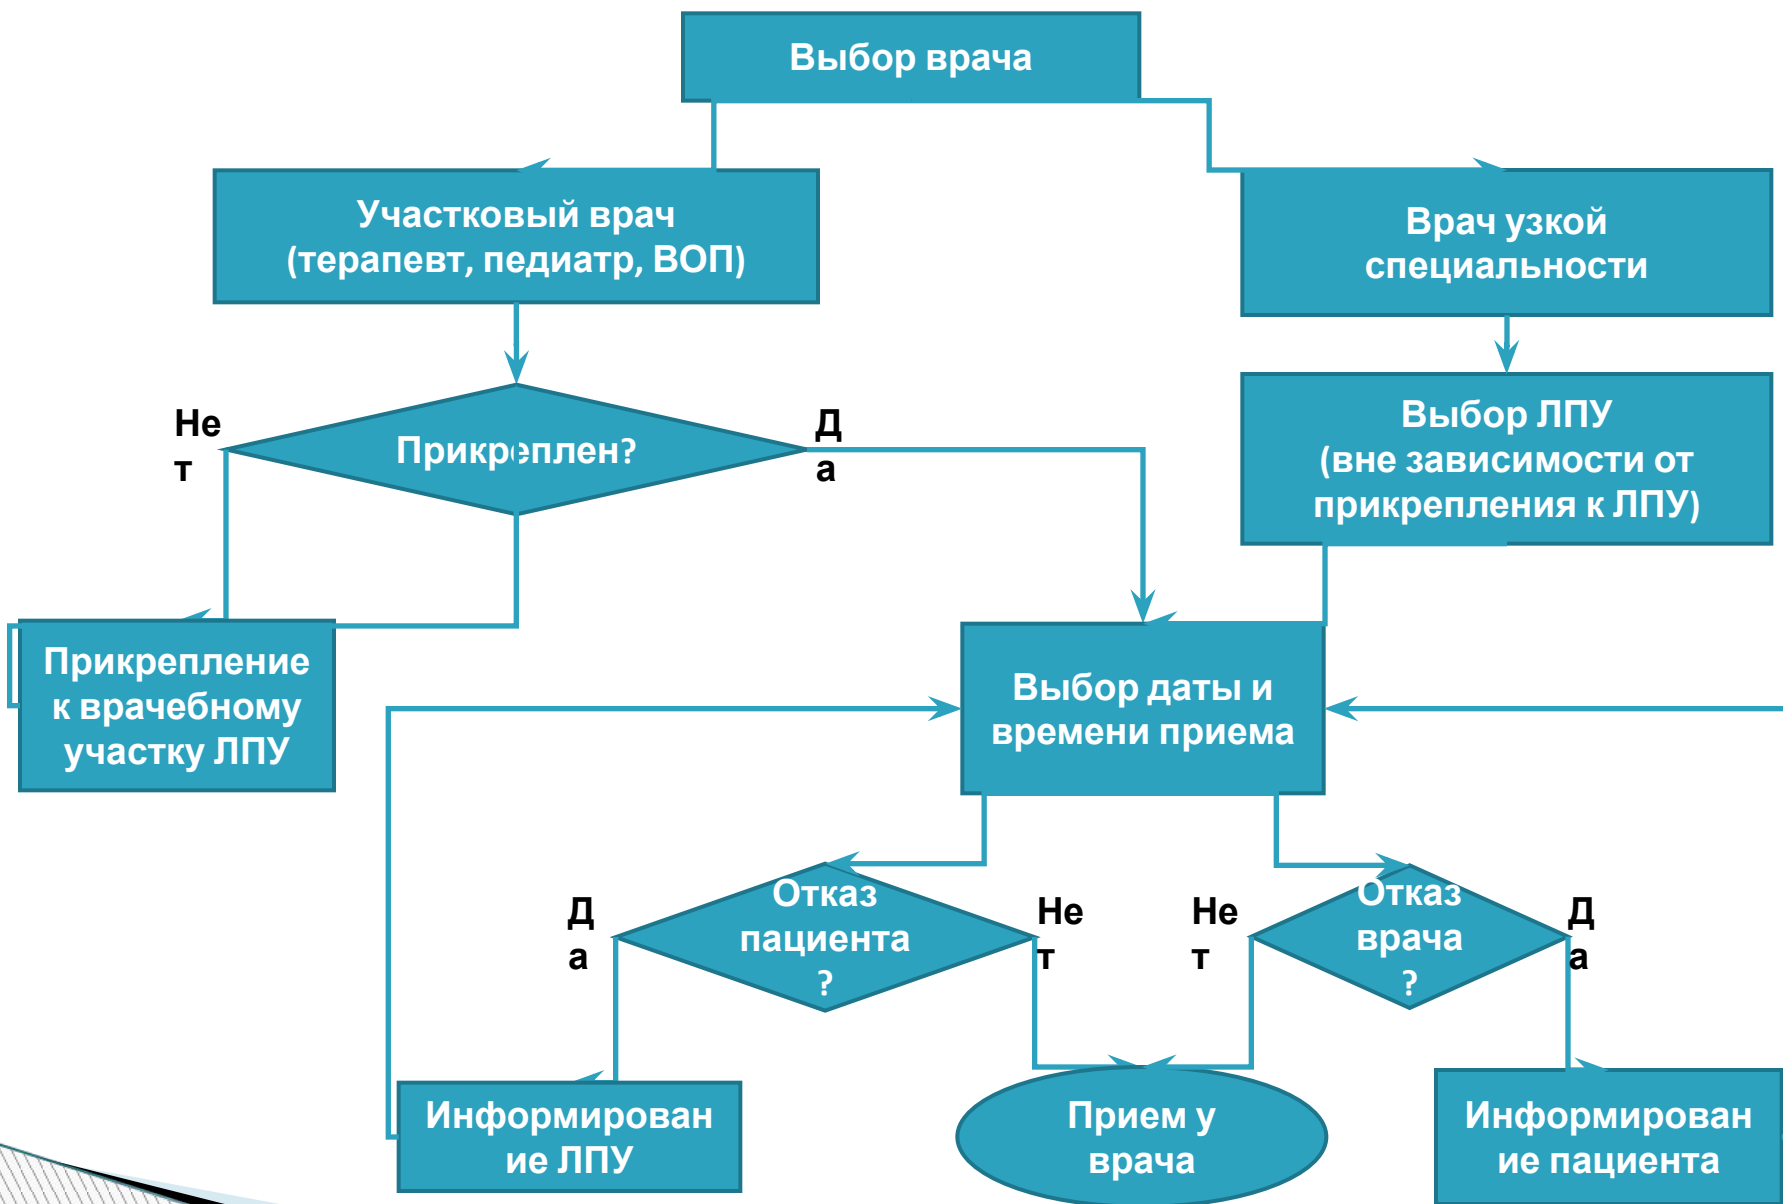 Выбор врача
Участковый врач
(терапевт, педиатр, ВОП)
Врач узкой
специальности
Не
т
Прикреплен?
Д
а
Выбор ЛПУ
(вне зависимости от
прикрепления к ЛПУ)
Прикрепление
к врачебному
участку ЛПУ
Выбор даты и
времени приема
Д
а
Отказ
пациента
?
Не
т
Не
т
Отказ
врача
?
Д
а
Информирован
ие ЛПУ
Прием у
врача
Информирован
ие пациента